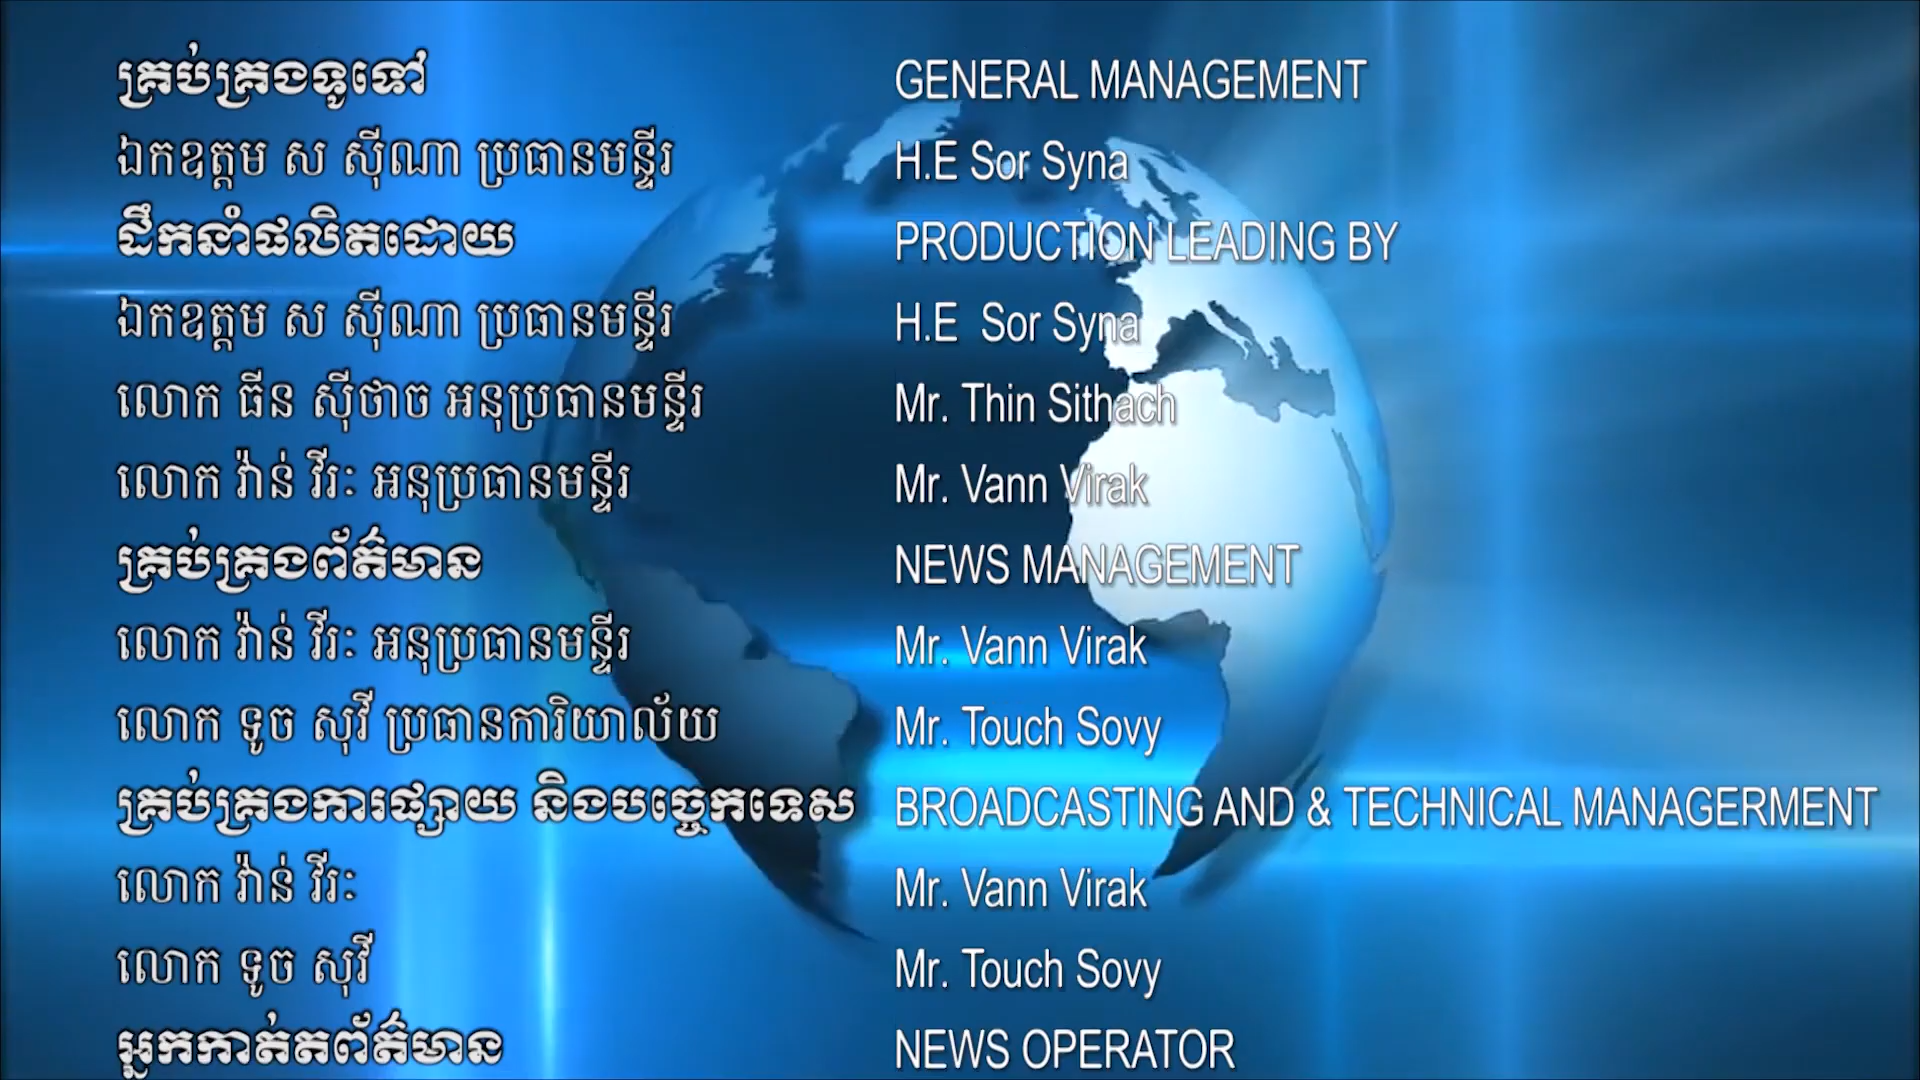 គ្រប់គ្រងទូទៅ GENERAL MANAGEMENT
ឯកឧត្តម ស ស៊ីណា ប្រធានមន្ទីរ H.E Sor Syna
ដឹកនាំផលិតដោយ PRODUCTION LEADING BY
ឯកឧត្តម ស ស៊ីណា ប្រធានមន្ទីរ H.E Sor Syna
លោក ធីន ស៊ីថាច អនុប្រធានមន្ទីរ Mr. Thin Sithach
លោក វ៉ាន់ វីរៈ អនុប្រធានមន្ទីរ Mr. Vann Virak
គ្រប់គ្រងព័ត៌មាន NEWS MANAGEMENT
លោក វ៉ាន់ វីរៈ អនុប្រធានមន្ទីរ Mr. Vann Virak
លោក ទូច សុវី ប្រធានការិយាល័យ Mr. Touch Sovy
គ្រប់គ្រងការផ្សាយ និងបច្ចេកទេស BROADCASTING AND & TECHNICAL MANAGERMENT
លោក វ៉ាន់ វីរៈ Mr. Vann Virak
លោក ទូច សុវី Mr. Touch Sovy
អ្នកកាត់តព័ត៌មាន NEWS OPERATOR